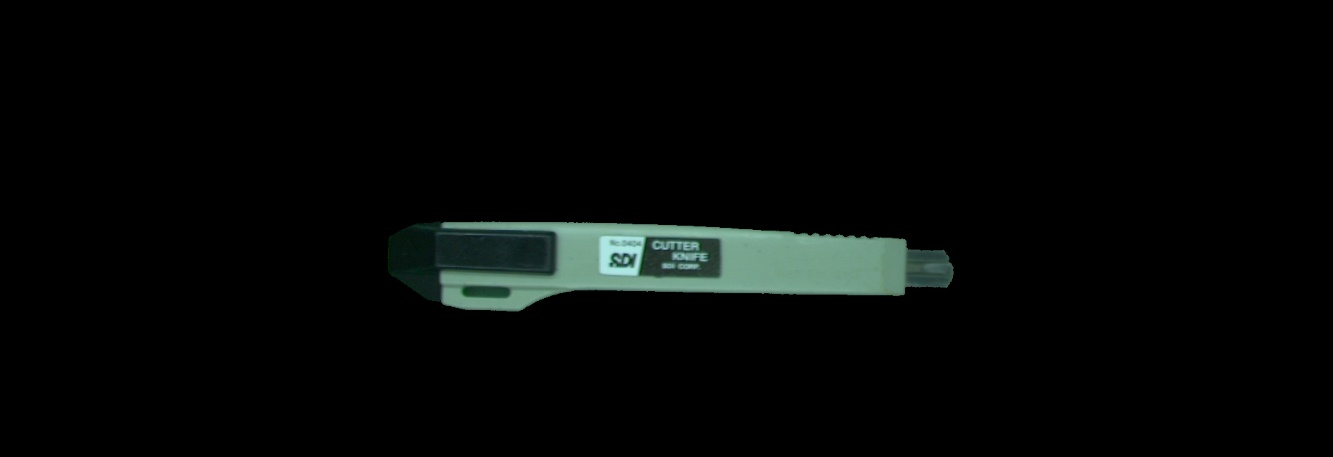 No.0404
SDI
CUTTER
KNIFE
SDI CORP.